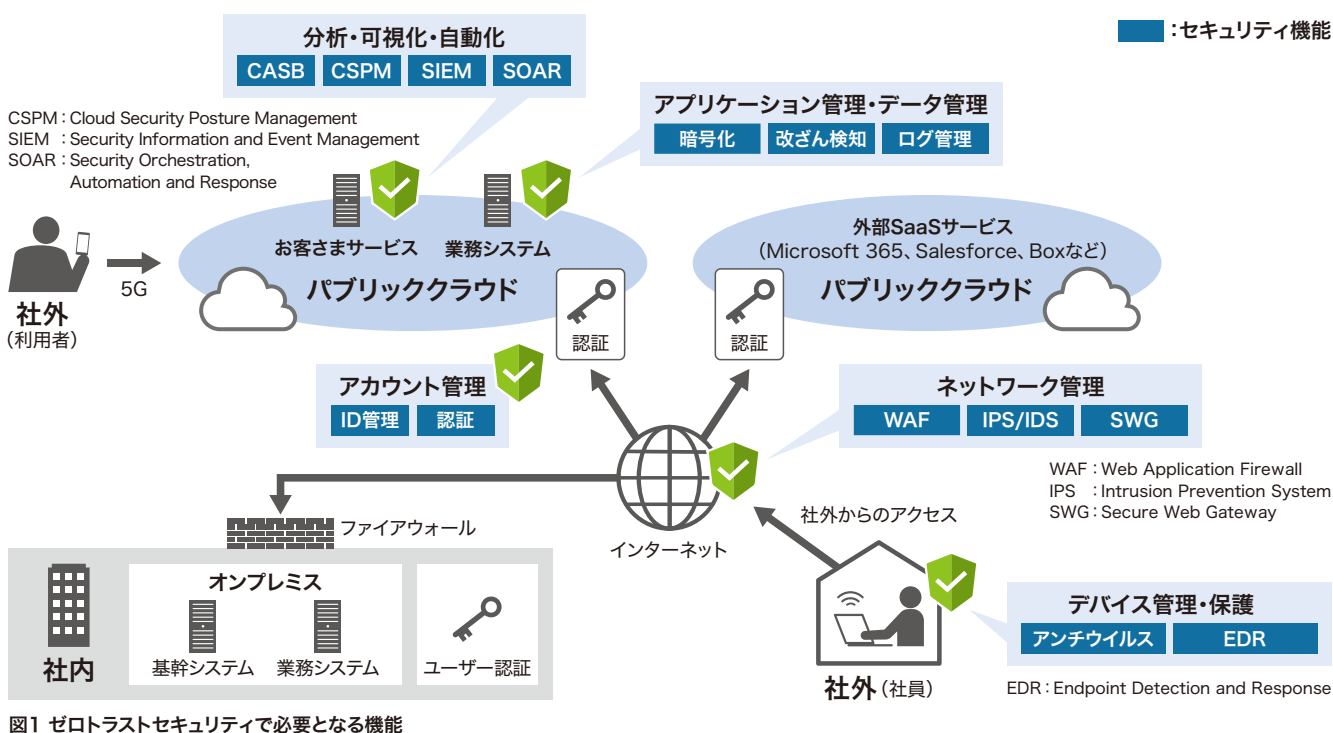 分析・可視化・自動化
CASB CSPM SIEM SOAR
:セキュリティ機能
CSPM:Cloud Security Posture Management
SIEM :Security Information and Event Management
SOAR:Security Orchestration,
Automation and Response
アプリケーション管理・データ管理
暗号化 改ざん検知 ログ管理
お客さまサービス 業務システム
パブリッククラウド
外部SaaSサービス
(Microsoft 365、Salesforce、Boxなど)
パブリッククラウド
5G
社外
(利用者)
認証
認証
アカウント管理
ID管理 認証
ネットワーク管理
WAF IPS/IDS SWG
WAF:Web Application Firewall
IPS :Intrusion Prevention System
SWG:Secure Web Gateway
ファイアウォール
インターネット
社外からのアクセス
オンプレミス
基幹システム 業務システム
ユーザー認証
社内
社外(社員)
デバイス管理・保護
アンチウイルス EDR
EDR:Endpoint Detection and Response
図1 ゼロトラストセキュリティで必要となる機能